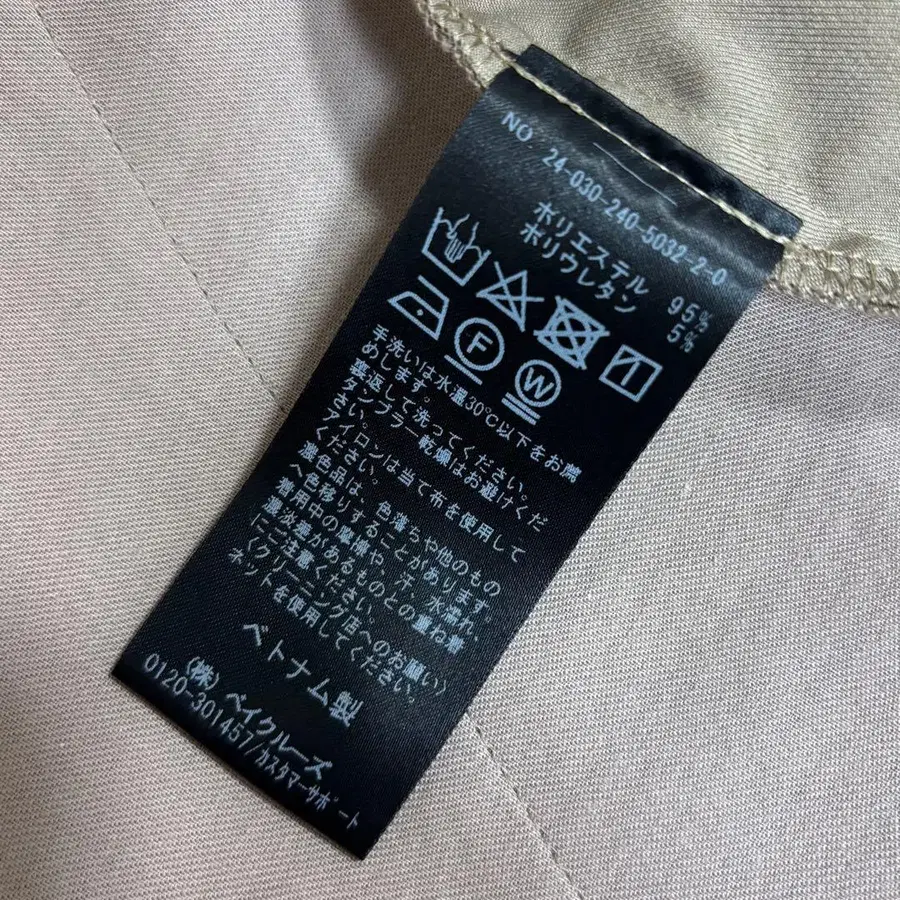 NO 24-030-240-5032-2-0
ポリエステル 95%
ポリウレタン 5%
F
W
手洗いは水温30℃以下をお薦
めします。
裏返して洗ってください。
タンブラー乾燥はお避けくだ
さい。
アイロンは当て布を使用して
ください。
濃色品は、色落ちや他のもの
へ色移りすることがあります。
着用中の摩擦や、汗、水濡れ、
濃淡差があるものとの重ね着
にご注意ください。
(クリーニング店へのお願い)
ネットを使用してください。
ベトナム製
(株)ベイクルーズ
0120-301457/カスタマーサポート